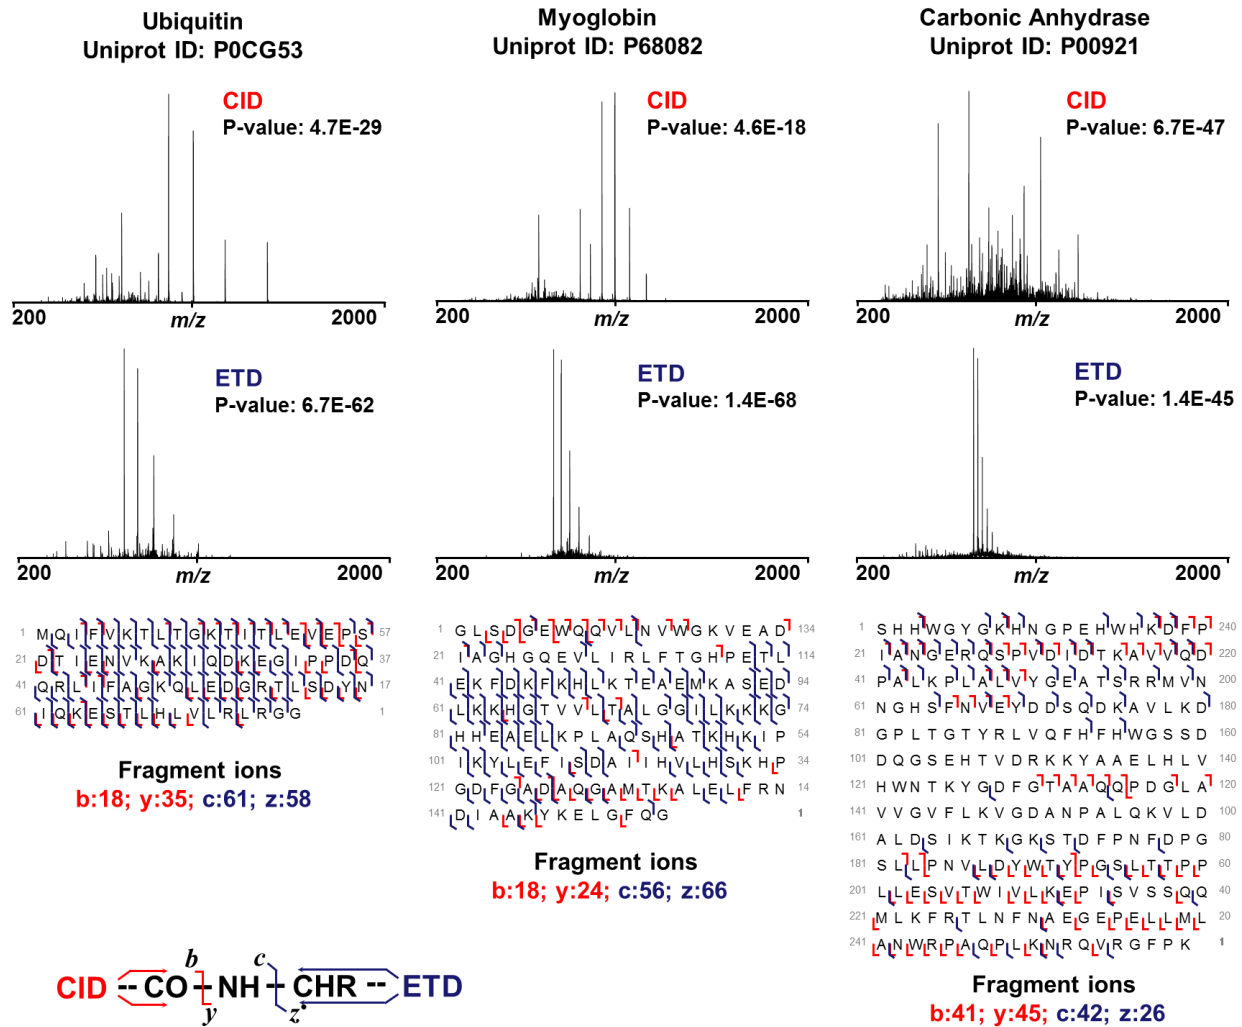 Ubiquitin
Uniprot ID: P0CG53
Myoglobin
Uniprot ID: P68082
Carbonic Anhydrase
Uniprot ID: P00921
CID
P-value: 4.7E-29
200 m/z 2000
CID
P-value: 4.6E-18
200 m/z 2000
CID
P-value: 6.7E-47
200 m/z 2000
ETD
P-value: 6.7E-62
200 m/z 2000
ETD
P-value: 1.4E-68
200 m/z 2000
ETD
P-value: 1.4E-45
200 m/z 2000
1 M Q I F V K T L T G K T I T L E V E P S 57
21 D T I E N V K A K I Q D K E G I P P D Q 37
41 Q R L I F A G K Q L E D G R T L S D Y N 17
61 I Q K E S T L H L V L R L R G G 1
Fragment ions
b:18; y:35; c:61; z:58
1 G L S D G E W Q Q V L N V W G K V E A D 134
21 I A G H G Q E V L I R L F T G H P E T L 114
41 E K F D K F K H L K T E A E M K A S E D 94
61 L K K H G T V V L T A L G G I L K K K G 74
81 H H E A E L K P L A Q S H A T K H K I P 54
101 I K Y L E F I S D A I I H V L H S K H P 34
121 G D F G A D A Q G A M T K A L E L F R N 14
141 D I A A K Y K E L G F Q G 1
Fragment ions
b:18; y:24; c:56; z:66
1 S H H W G Y G K H N G P E H W H K D F P 240
21 I A N G E R Q S P V D I D T K A V V Q D 220
41 P A L K P L A L V Y G E A T S R R M V N 200
61 N G H S F N V E Y D D S Q D K A V L K D 180
81 G P L T G T Y R L V Q F H F H W G S S D 160
101 D Q G S E H T V D R K K Y A A E L H L V 140
121 H W N T K Y G D F G T A A Q Q P D G L A 120
141 V V G V F L K V G D A N P A L Q K V L D 100
161 A L D S I K T K G K S T D F P N F D P G 80
181 S L L P N V L D Y W T Y P G S L T T P P 60
201 L L E S V T W I V L K E P I S V S S Q Q 40
221 M L K F R T L N F N A E G E P E L L M L 20
241 A N W R P A Q P L K N R Q V R G F P K 1
Fragment ions
b:41; y:45; c:42; z:26
b c
CID -- CO - NH - CHR -- ETD
y z•